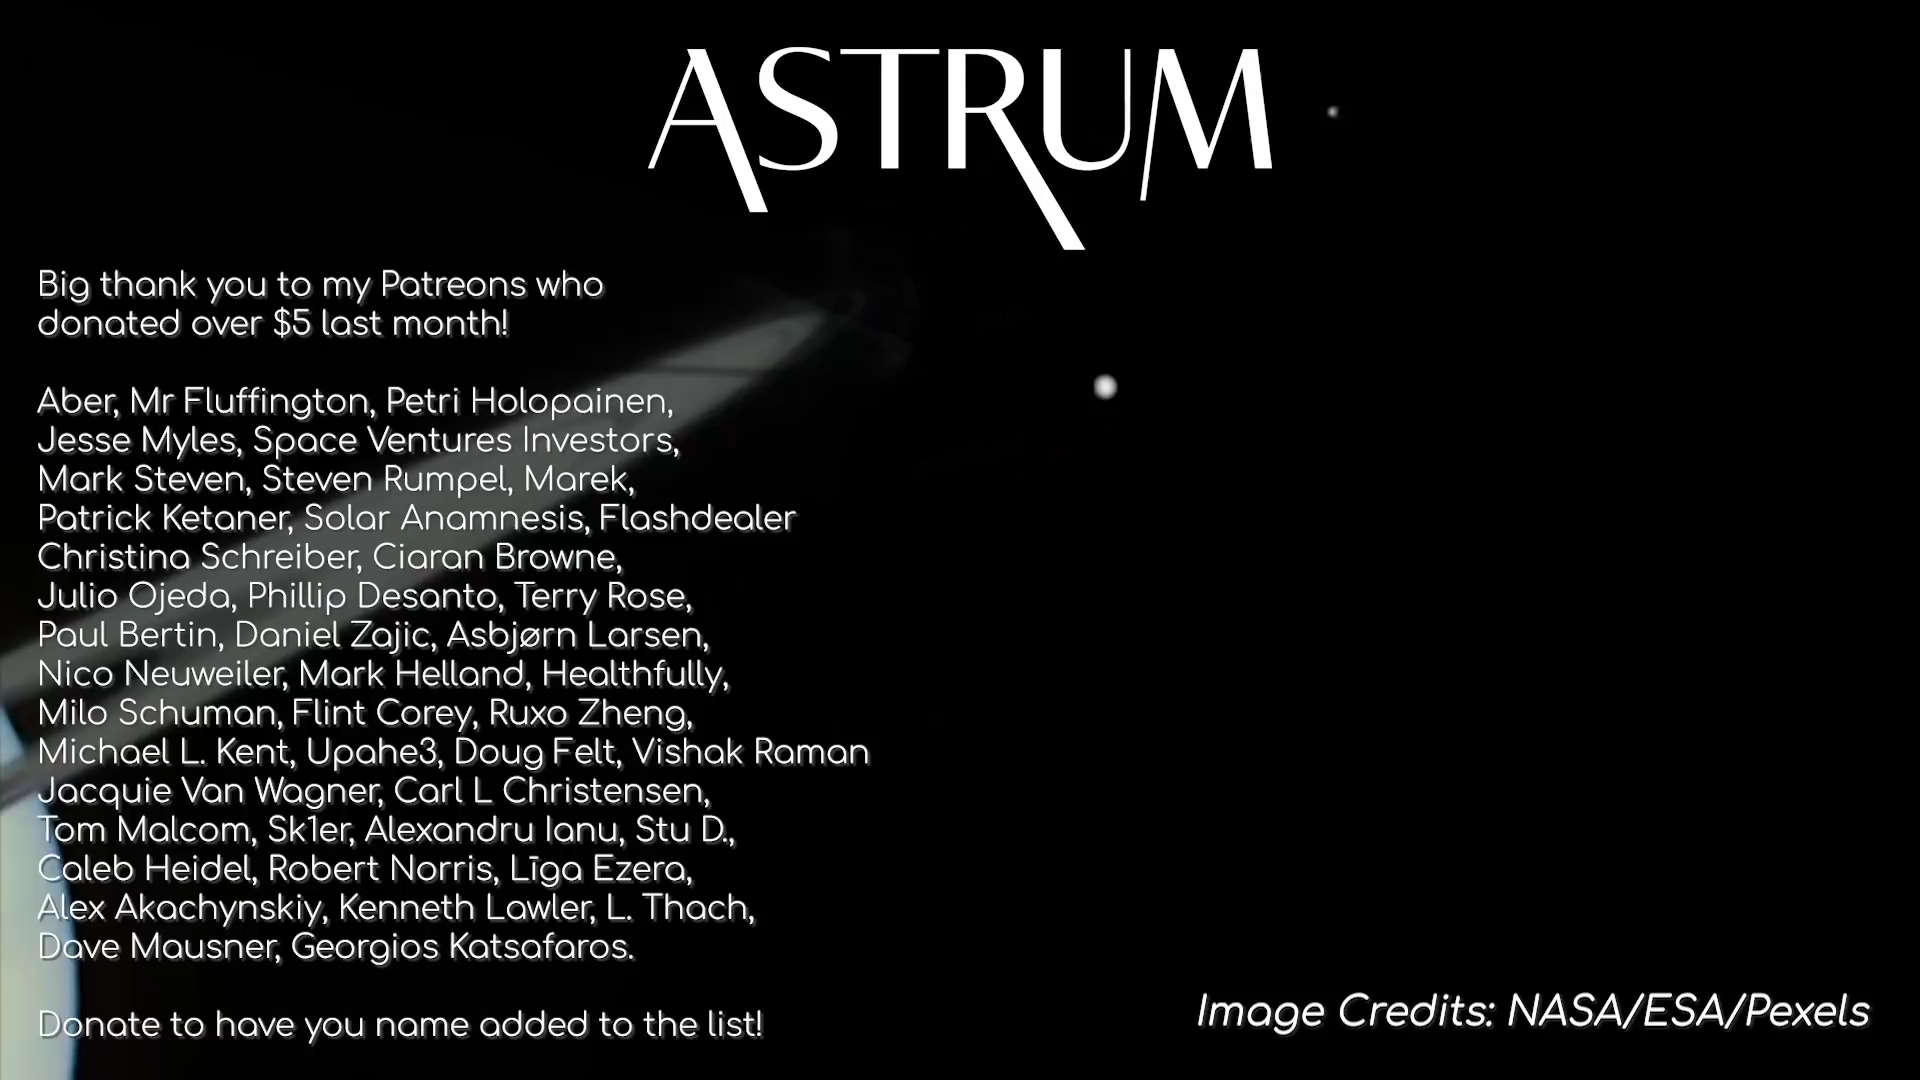 ASTRUM
Big thank you to my Patreons who
donated over $5 last month!
Aber, Mr Fluffington, Petri Holopainen,
Jesse Myles, Space Ventures Investors,
Mark Steven, Steven Rumpel, Marek,
Patrick Ketaner, Solar Anamnesis, Flashdealer
Christina Schreiber, Ciaran Browne,
Julio Ojeda, Phillip Desanto, Terry Rose,
Paul Bertin, Daniel Zajic, Asbjørn Larsen,
Nico Neuweiler, Mark Helland, Healthfully,
Milo Schuman, Flint Corey, Ruxo Zheng,
Michael L. Kent, Upahe3, Doug Felt, Vishak Raman
Jacquie Van Wagner, Carl L Christensen,
Tom Malcom, Sk1er, Alexandru Ianu, Stu D.,
Caleb Heidel, Robert Norris, Līga Ezera,
Alex Akachynskiy, Kenneth Lawler, L. Thach,
Dave Mausner, Georgios Katsafaros.
Donate to have you name added to the list!
Image Credits: NASA/ESA/Pexels